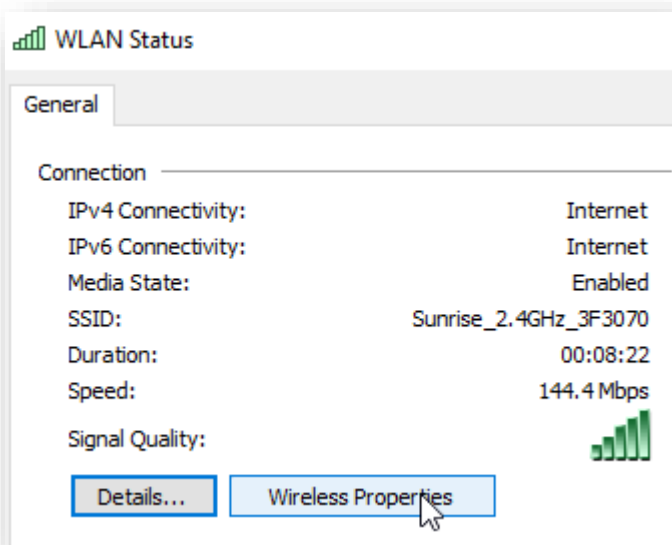 WLAN Status
General
Connection
IPv4 Connectivity: Internet
IPv6 Connectivity: Internet
Media State: Enabled
SSID: Sunrise_2.4GHz_3F3070
Duration: 00:08:22
Speed: 144.4 Mbps
Signal Quality:
Details... Wireless Properties